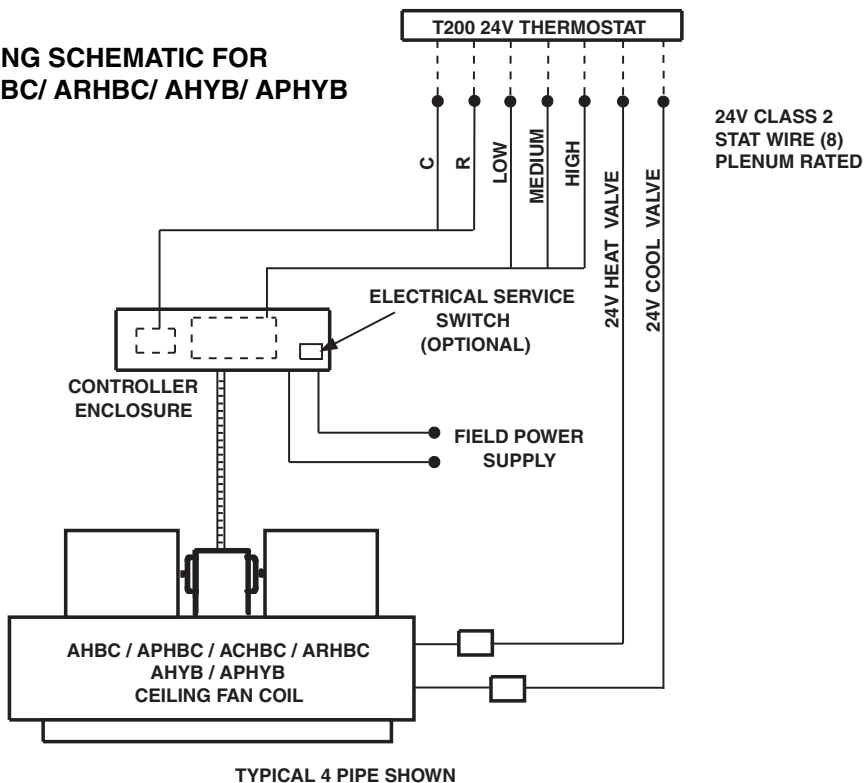 T200 24V THERMOSTAT
NG SCHEMATIC FOR
BC/ ARHBC/ AHYB/ APHYB
24V CLASS 2
STAT WIRE (8)
PLENUM RATED
C
R
LOW
MEDIUM
HIGH
24V HEAT VALVE
24V COOL VALVE
ELECTRICAL SERVICE
SWITCH
(OPTIONAL)
CONTROLLER
ENCLOSURE
FIELD POWER
SUPPLY
AHBC / APHBC / ACHBC / ARHBC
AHYB / APHYB
CEILING FAN COIL
TYPICAL 4 PIPE SHOWN